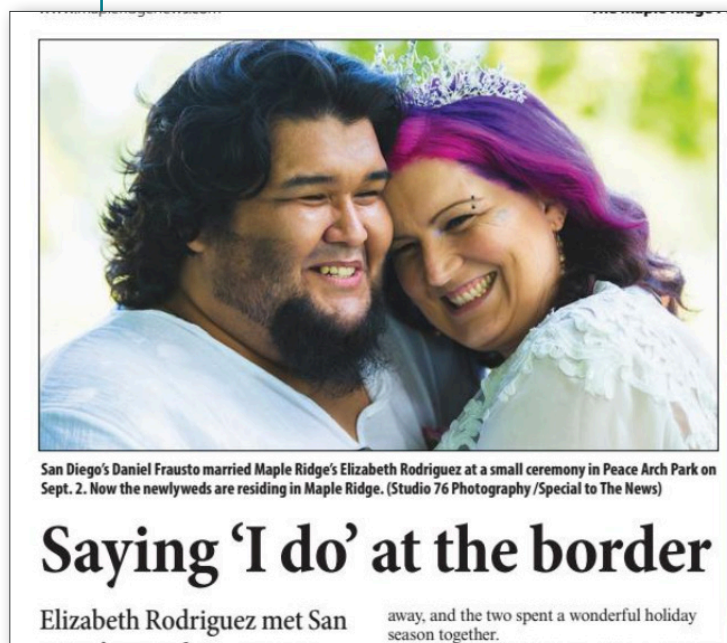 San Diego's Daniel Frausto married Maple Ridge's Elizabeth Rodriguez at a small ceremony in Peace Arch Park on
Sept. 2. Now the newlyweds are residing in Maple Ridge. (Studio 76 Photography /Special to The News)
Saying ‘I do’ at the border
Elizabeth Rodriguez met San
away, and the two spent a wonderful holiday
season together.